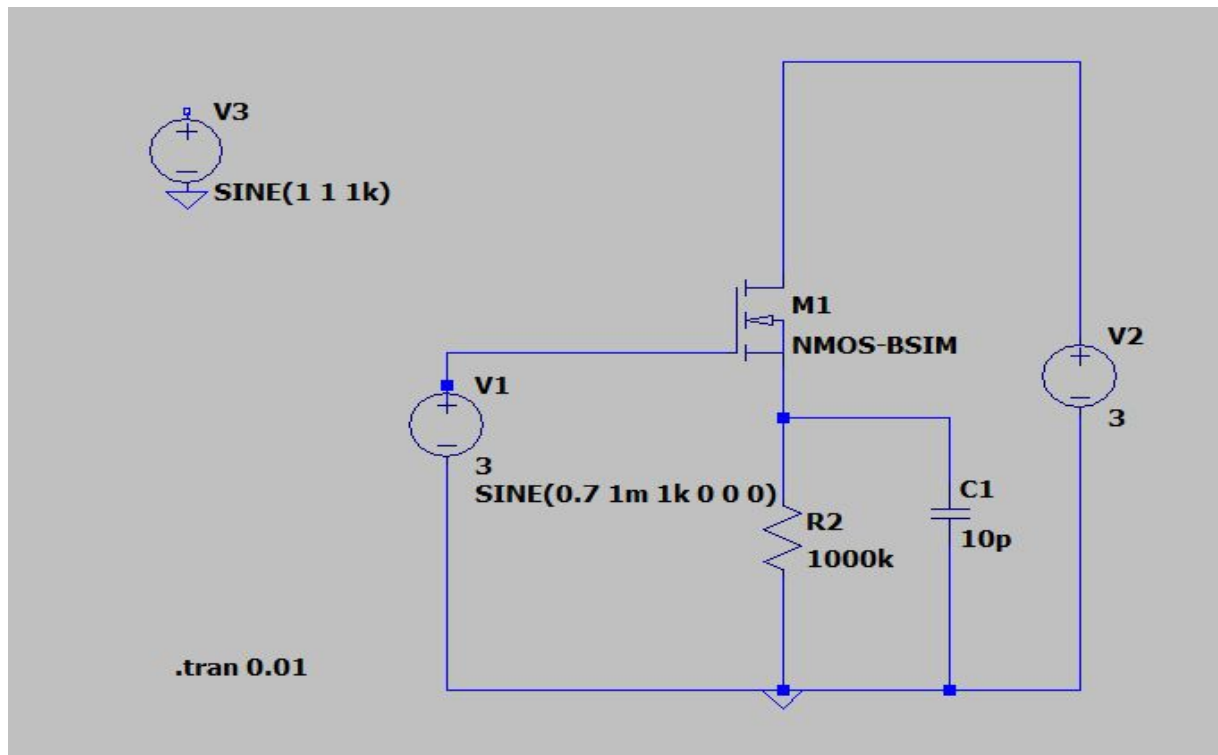 V3
SINE(1 1 1k)
M1
NMOS-BSIM
V2
3
V1
3
SINE(0.7 1m 1k 0 0 0)
R2
1000k
C1
10p
.tran 0.01